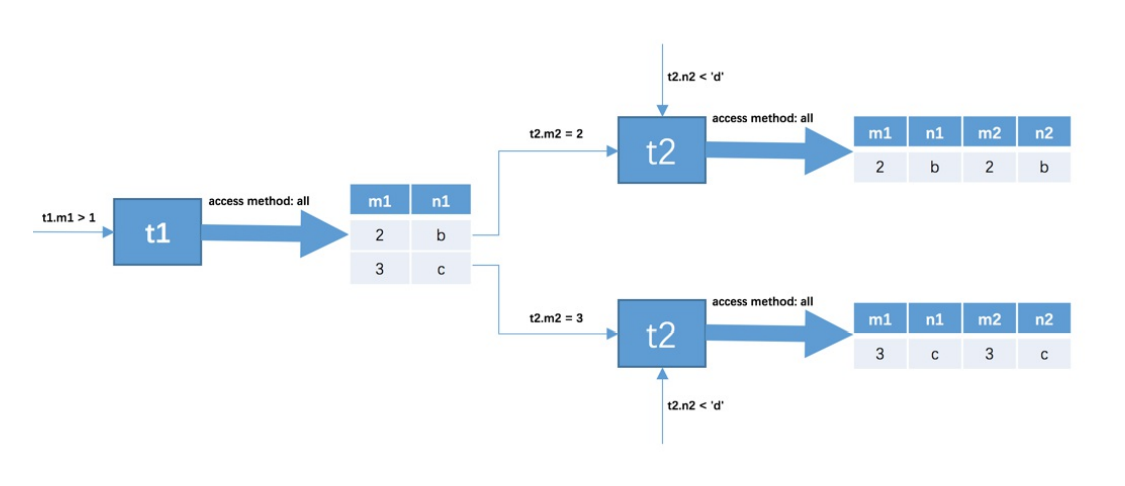 t1.m1 > 1
t1
access method: all
m1 n1
2 b
3 c
t2.m2 = 2
t2.n2 < 'd'
t2
access method: all
m1 n1 m2 n2
2 b 2 b
t2.m2 = 3
t2
access method: all
m1 n1 m2 n2
3 c 3 c
t2.n2 < 'd'